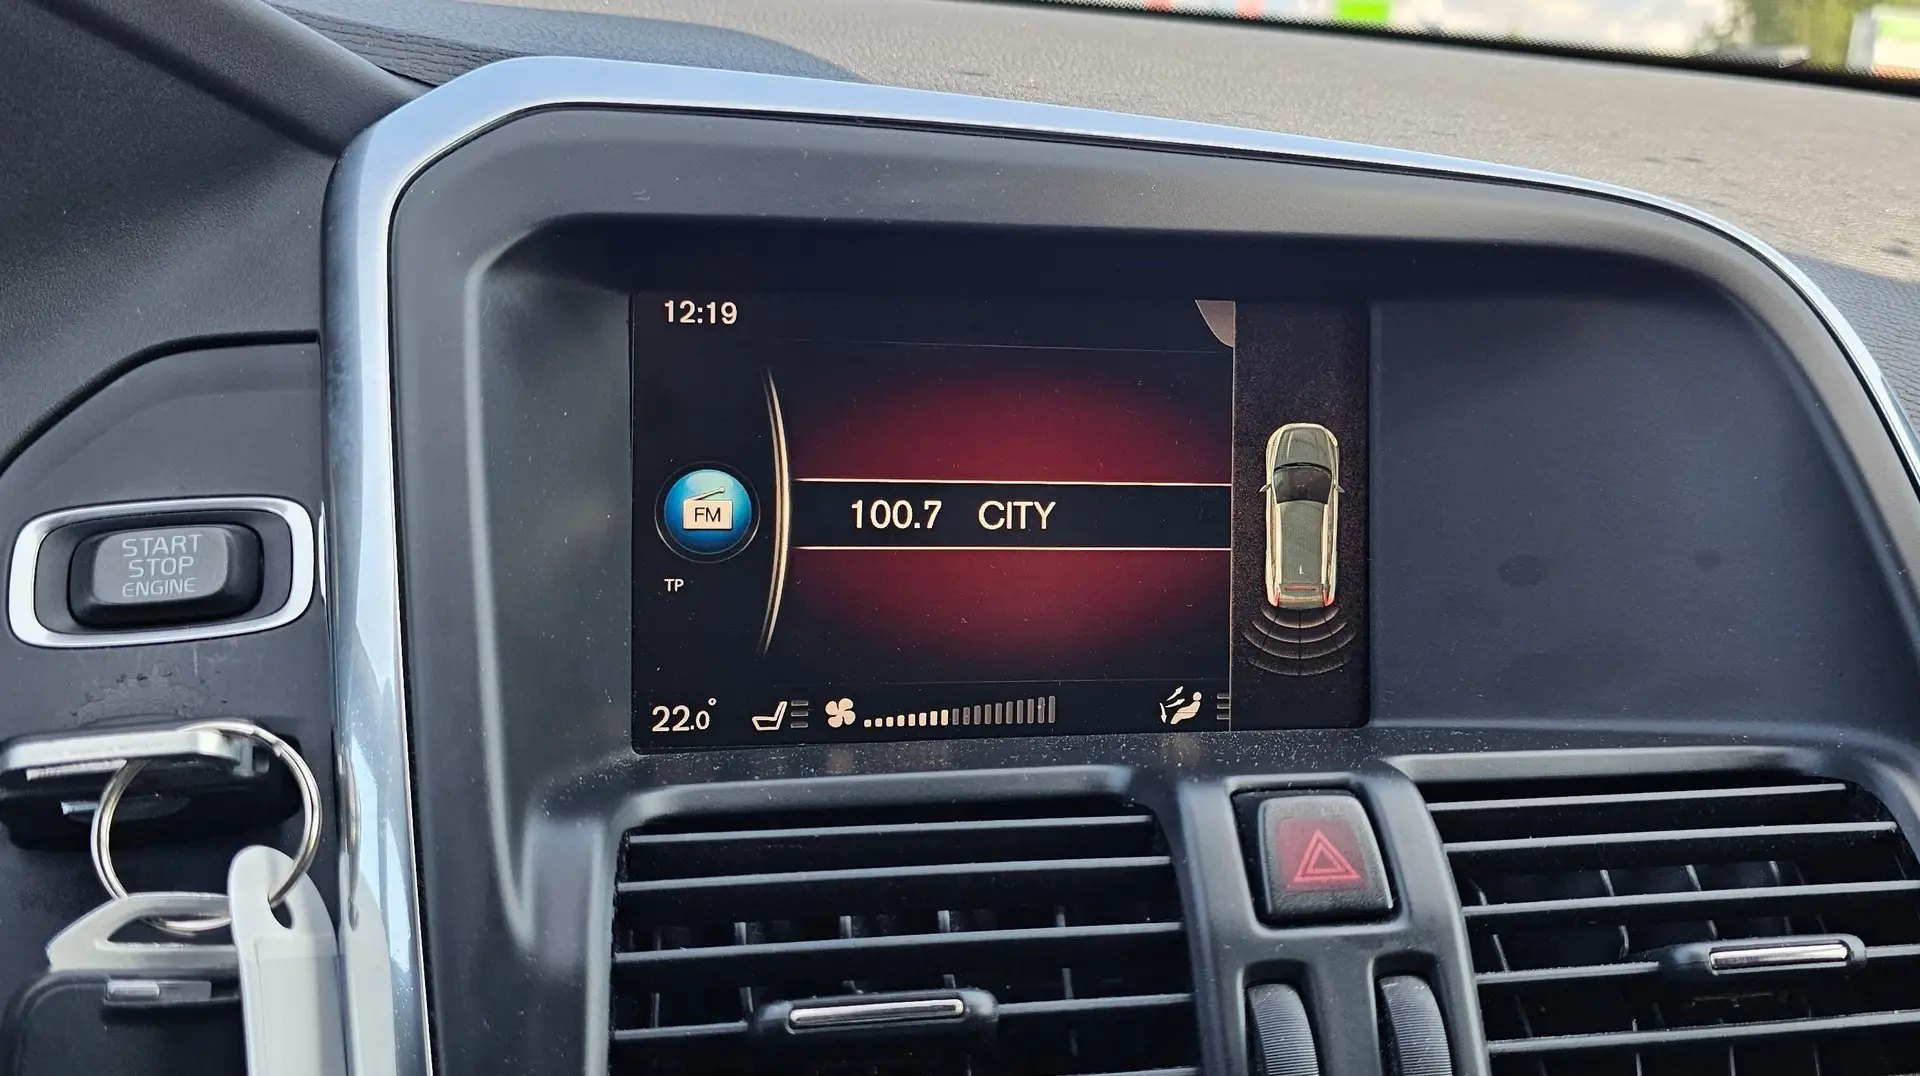 12:19
FM
100.7 CITY
TP
22.0°
START
STOP
ENGINE